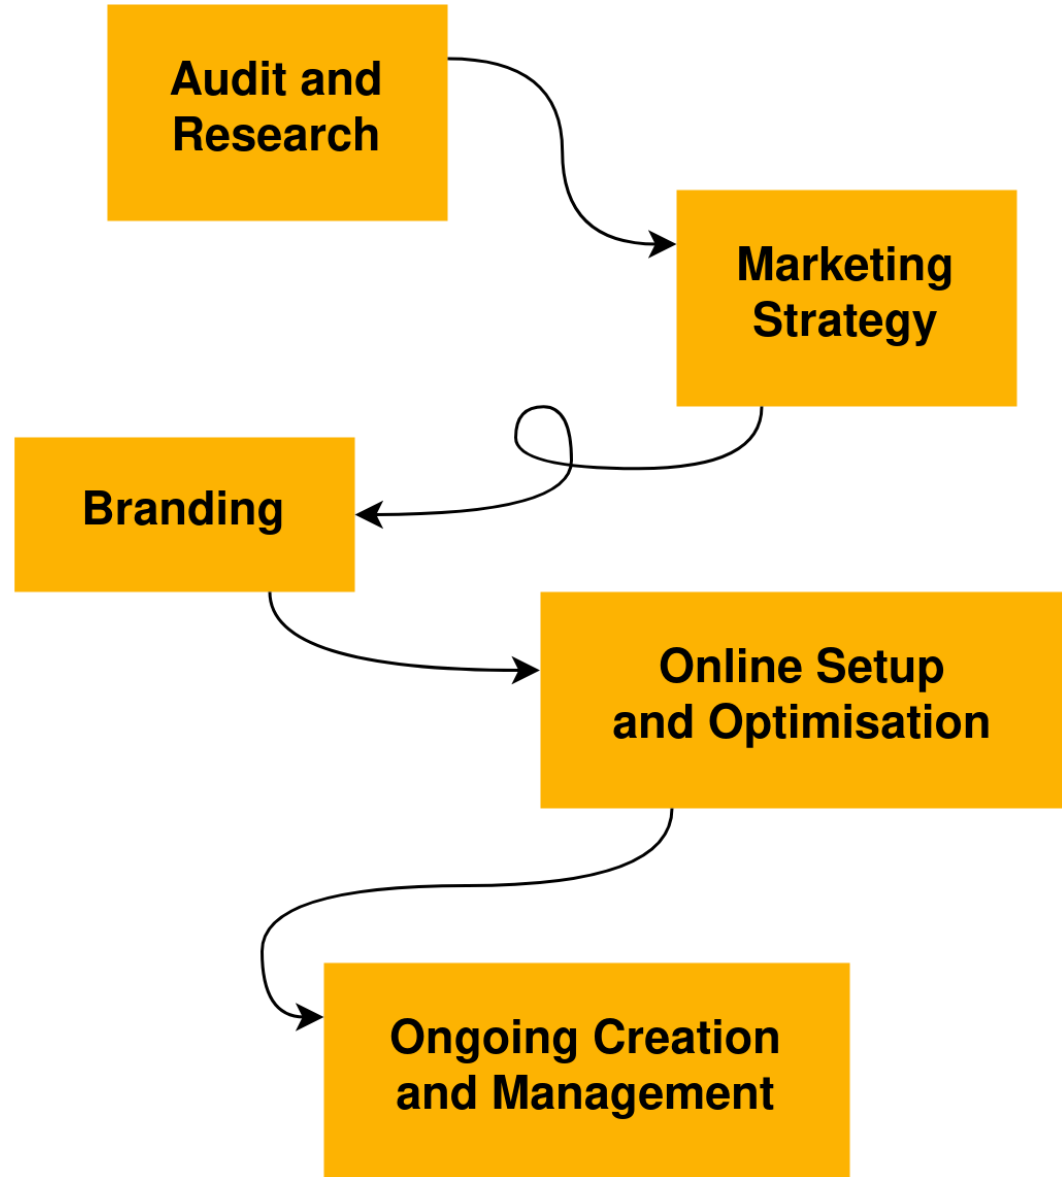 Audit and
Research
Marketing
Strategy
Branding
Online Setup
and Optimisation
Ongoing Creation
and Management